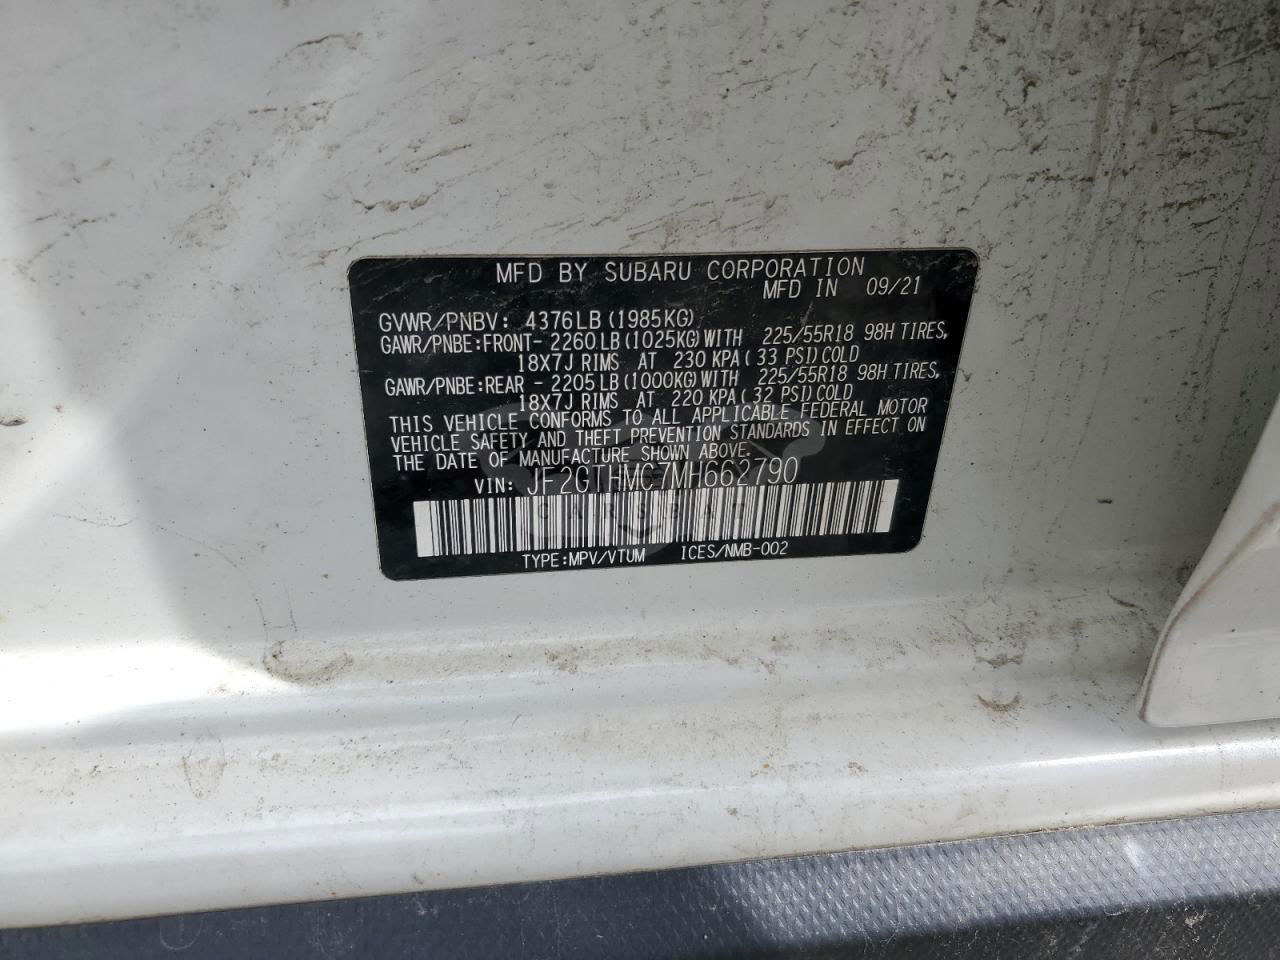 MFD BY SUBARU CORPORATION
MFD IN 09/21
GVWR/PNBV: 4376LB (1985KG)
GAWR/PNBE:FRONT- 2260LB (1025KG) WITH 225/55R18 98H TIRES,
18X7J RIMS AT 230 KPA( 33 PSI) COLD
GAWR/PNBE:REAR - 2205LB (1000KG) WITH 225/55R18 98H TIRES,
18X7J RIMS AT 220 KPA( 32 PSI) COLD
THIS VEHICLE CONFORMS TO ALL APPLICABLE FEDERAL MOTOR
VEHICLE SAFETY AND THEFT PREVENTION STANDARDS IN EFFECT ON
THE DATE OF MANUFACTURE SHOWN ABOVE.
VIN: JF2GTHMC7MH662790
TYPE:MPV/VTUM ICES/NMB-002